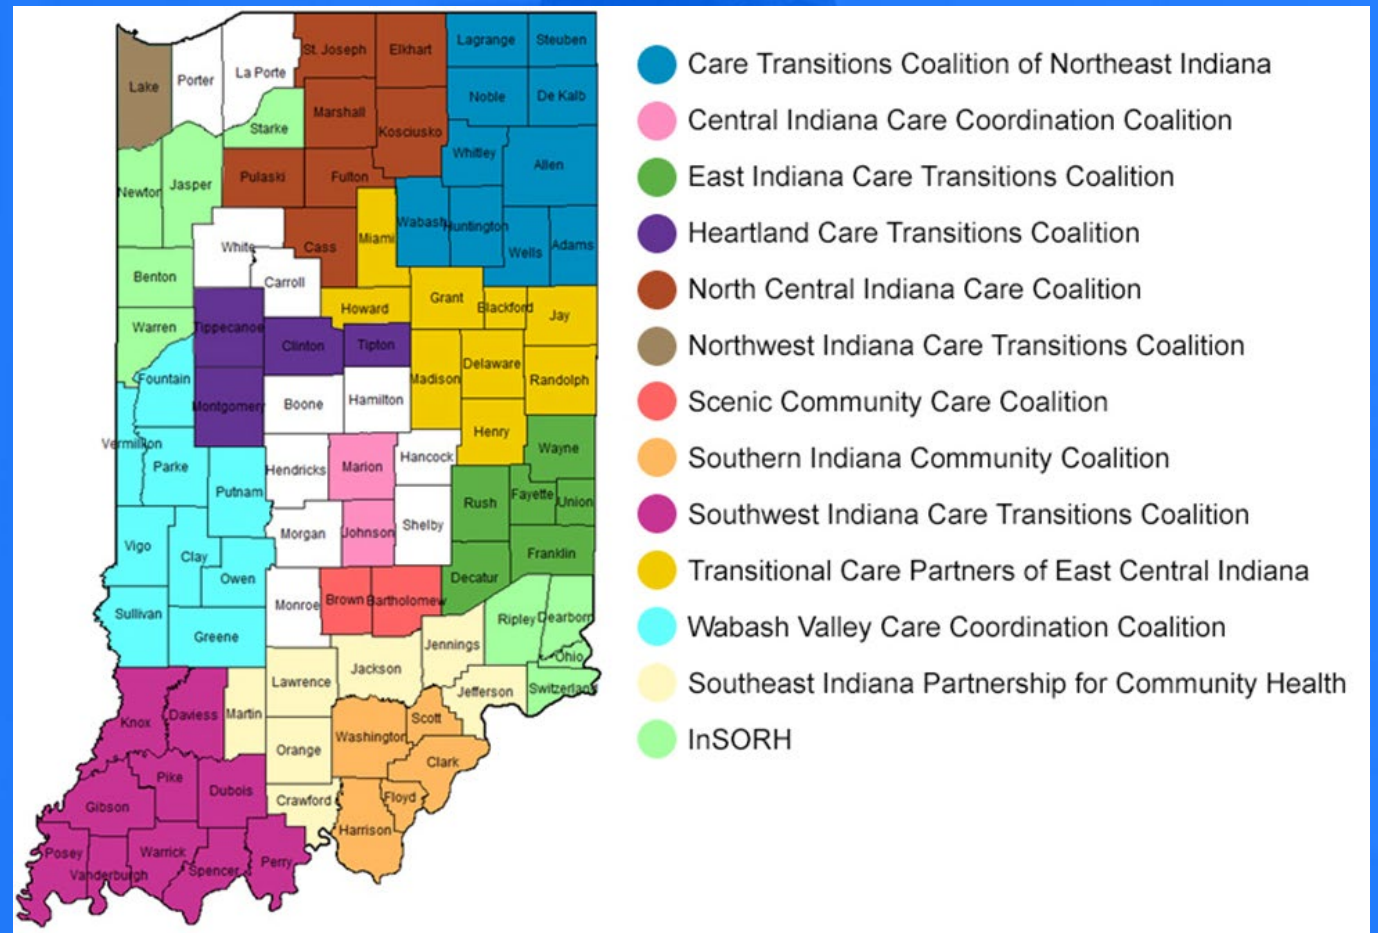 St. Joseph
Elkhart
Lagrange
Steuben
Lake
Porter
La Porte
Noble
De Kalb
Starke
Marshall
Kosciusko
Whitley
Allen
Newton
Jasper
Pulaski
Fulton
White
Cass
Miami
Wabash
Huntington
Wells
Adams
Benton
Carroll
Howard
Grant
Blackford
Jay
Warren
Tippecanoe
Clinton
Tipton
Fountain
Madison
Delaware
Randolph
Montgomery
Boone
Hamilton
Henry
Vermillion
Parke
Putnam
Hendricks
Marion
Hancock
Wayne
Rush
Fayette
Union
Vigo
Clay
Owen
Morgan
Johnson
Shelby
Franklin
Decatur
Sullivan
Greene
Monroe
Brown
Bartholomew
Ripley
Dearborn
Jennings
Ohio
Lawrence
Jackson
Jefferson
Switzerland
Knox
Daviess
Martin
Orange
Washington
Scott
Clark
Pike
Dubois
Gibson
Crawford
Floyd
Harrison
Posey
Vanderburgh
Warrick
Spencer
Perry
Care Transitions Coalition of Northeast Indiana
Central Indiana Care Coordination Coalition
East Indiana Care Transitions Coalition
Heartland Care Transitions Coalition
North Central Indiana Care Coalition
Northwest Indiana Care Transitions Coalition
Scenic Community Care Coalition
Southern Indiana Community Coalition
Southwest Indiana Care Transitions Coalition
Transitional Care Partners of East Central Indiana
Wabash Valley Care Coordination Coalition
Southeast Indiana Partnership for Community Health
InSORH